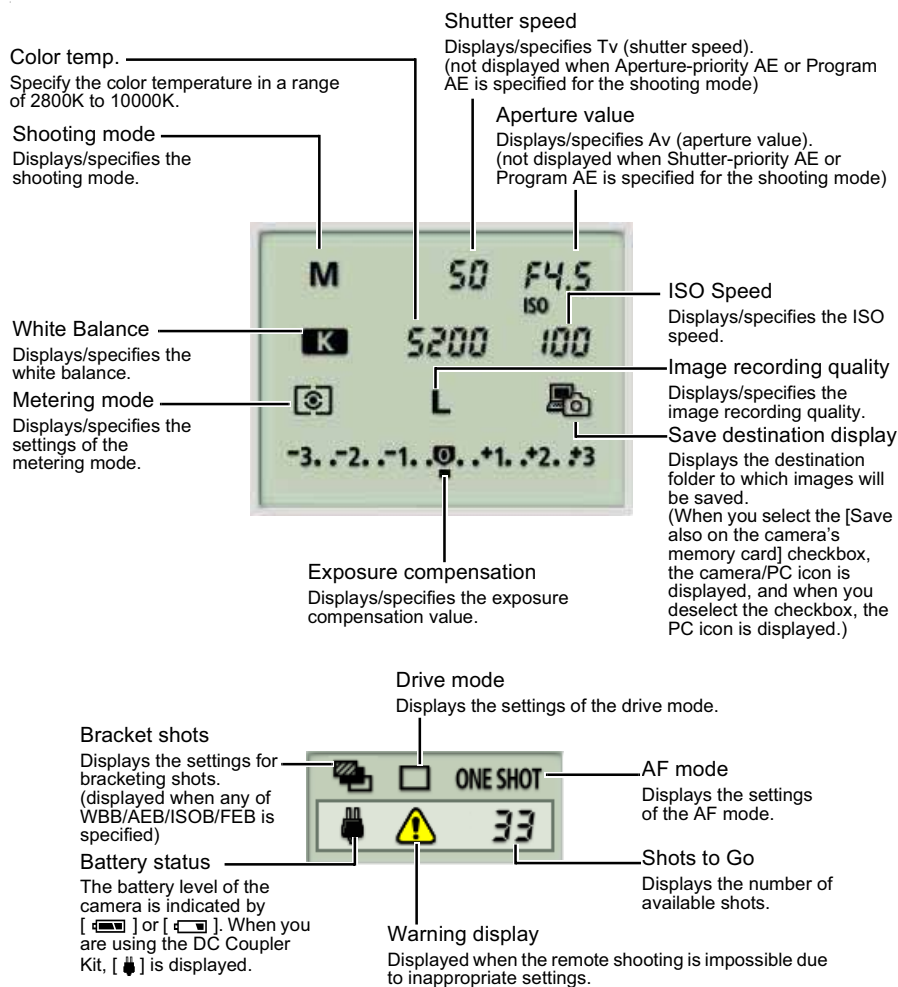 Shutter speed
Displays/specifies Tv (shutter speed).
(not displayed when Aperture-priority AE or Program
AE is specified for the shooting mode)
Color temp.
Specify the color temperature in a range
of 2800K to 10000K.
Aperture value
Displays/specifies Av (aperture value).
(not displayed when Shutter-priority AE or
Program AE is specified for the shooting mode)
Shooting mode
Displays/specifies the
shooting mode.
M 50 F4.5
ISO
K 5200 100
L
-3. .-2. .-1. .0. .+1. .+2. .+3
White Balance
Displays/specifies the
white balance.
Metering mode
Displays/specifies the
settings of the
metering mode.
ISO Speed
Displays/specifies the ISO
speed.
Image recording quality
Displays/specifies the
image recording quality.
Save destination display
Displays the destination
folder to which images will
be saved.
(When you select the [Save
also on the camera's
memory card] checkbox,
the camera/PC icon is
displayed, and when you
deselect the checkbox, the
PC icon is displayed.)
Exposure compensation
Displays/specifies the exposure
compensation value.
Drive mode
Displays the settings of the drive mode.
Bracket shots
Displays the settings for
bracketing shots.
(displayed when any of
WBB/AEB/ISOB/FEB is
specified)
ONE SHOT
33
AF mode
Displays the settings
of the AF mode.
Battery status
The battery level of the
camera is indicated by
[ ] or [ ]. When you
are using the DC Coupler
Kit, [ ] is displayed.
Shots to Go
Displays the number of
available shots.
Warning display
Displayed when the remote shooting is impossible due
to inappropriate settings.